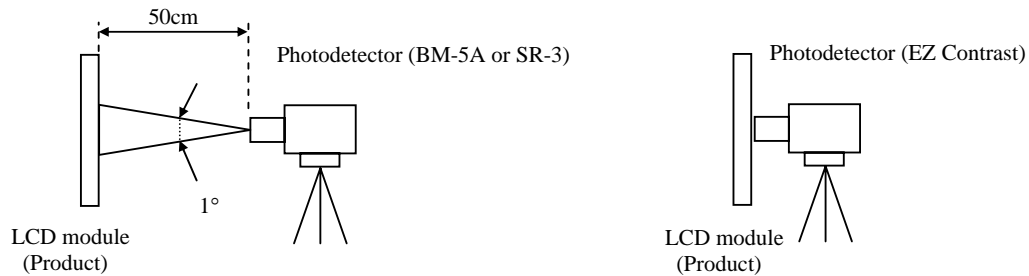 50cm
Photodetector (BM-5A or SR-3)
1°
LCD module
(Product)
Photodetector (EZ Contrast)
LCD module
(Product)